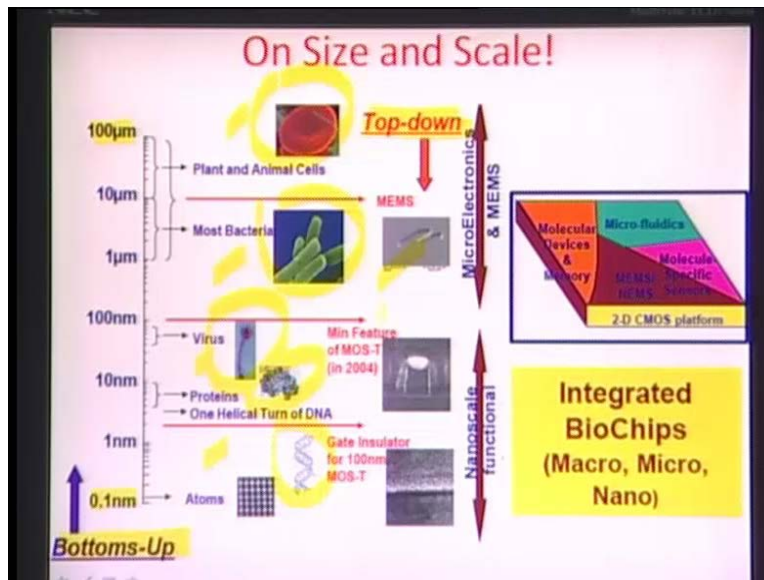 On Size and Scale!
100µm
Top-down
Plant and Animal Cells
10µm
MEMS
Most Bacteria
1µm
MicroElectronics
& MEMS
100nm
Virus
Min Feature
of MOS-T
(in 2004)
10nm
Proteins
One Helical Turn of DNA
1nm
Gate Insulator
for 100nm
MOS-T
Nanoscale
functional
0.1nm
Atoms
Bottoms-Up
Molecular
Devices
&
Memory
Micro-fluidics
Molecule
Specific
Sensors
MEMS/
NEMS
2-D CMOS platform
Integrated
BioChips
(Macro, Micro,
Nano)